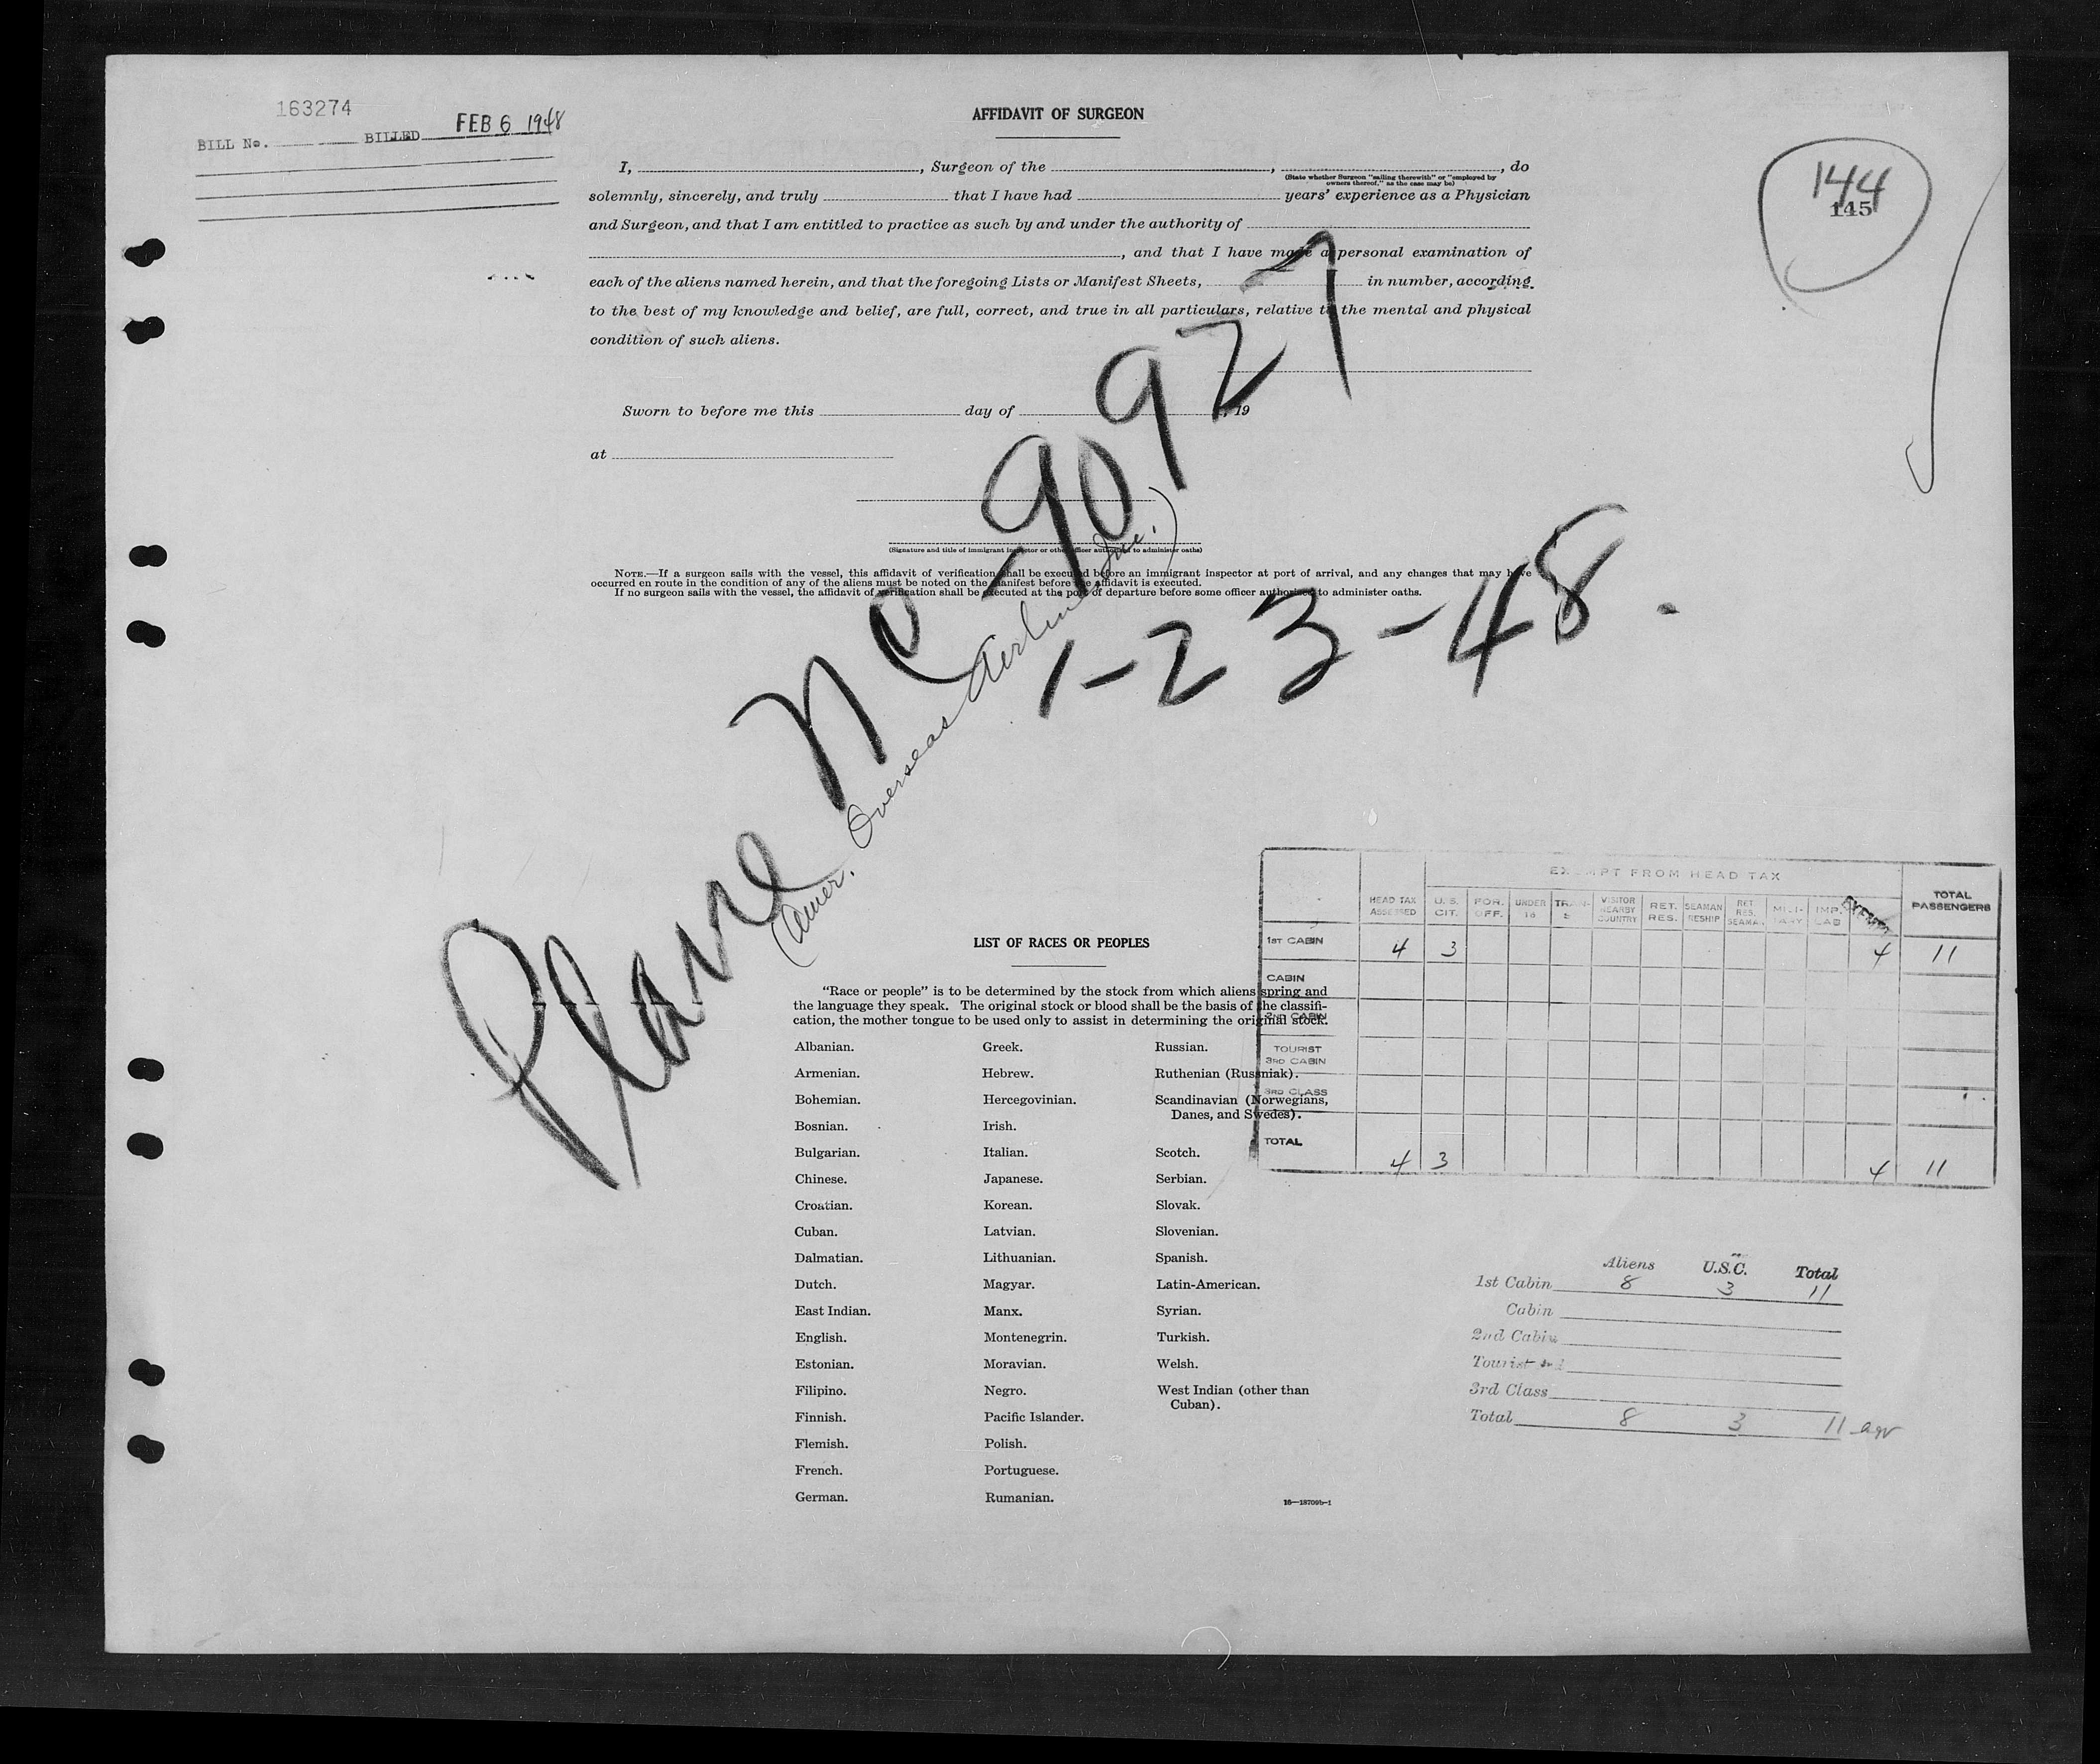 163274
BILL No. BILLED FEB 6 1948
AFFIDAVIT OF SURGEON
144
145
I, , Surgeon of the , , do
(State whether Surgeon "sailing therewith" or "employed by
owners thereof," as the case may be)
solemnly, sincerely, and truly that I have had years' experience as a Physician
and Surgeon, and that I am entitled to practice as such by and under the authority of
, and that I have made a personal examination of
each of the aliens named herein, and that the foregoing Lists or Manifest Sheets, in number, according
to the best of my knowledge and belief, are full, correct, and true in all particulars, relative to the mental and physical
condition of such aliens.
Sworn to before me this day of , 19
at
(Signature and title of immigrant inspector or other officer authorized to administer oaths)
NOTE.—If a surgeon sails with the vessel, this affidavit of verification shall be executed before an immigrant inspector at port of arrival, and any changes that may have
occurred en route in the condition of any of the aliens must be noted on the manifest before the affidavit is executed.
If no surgeon sails with the vessel, the affidavit of verification shall be executed at the port of departure before some officer authorized to administer oaths.
Plane NC-90927
(Amer. Overseas Airlines Inc.)
1-23-48.
EXEMPT FROM HEAD TAX
HEAD TAX ASSESSED U.S. CIT. FOR. OFF. UNDER 16 TRAN-S VISITOR NEARBY COUNTRY RET. RES. SEAMAN RESHIP RET. RES. SEAMA. MILI-TARY IMP. LAB EXEMPT TOTAL PASSENGERS
1ST CABIN 4 3 4 11
CABIN
2ND CABIN
TOURIST
3RD CABIN
3RD CLASS
TOTAL 4 3 4 11
LIST OF RACES OR PEOPLES
"Race or people" is to be determined by the stock from which aliens spring and
the language they speak. The original stock or blood shall be the basis of the classifi-
cation, the mother tongue to be used only to assist in determining the original stock.
Albanian.
Armenian.
Bohemian.
Bosnian.
Bulgarian.
Chinese.
Croatian.
Cuban.
Dalmatian.
Dutch.
East Indian.
English.
Estonian.
Filipino.
Finnish.
Flemish.
French.
German.
Greek.
Hebrew.
Hercegovinian.
Irish.
Italian.
Japanese.
Korean.
Latvian.
Lithuanian.
Magyar.
Manx.
Montenegrin.
Moravian.
Negro.
Pacific Islander.
Polish.
Portuguese.
Rumanian.
Russian.
Ruthenian (Russniak).
Scandinavian (Norwegians,
Danes, and Swedes).
Scotch.
Serbian.
Slovak.
Slovenian.
Spanish.
Latin-American.
Syrian.
Turkish.
Welsh.
West Indian (other than
Cuban).
16—18709b-1
Aliens U.S.C. Total
1st Cabin 8 3 11
Cabin
2nd Cabin
Tourist
3rd Class
Total 8 3 11